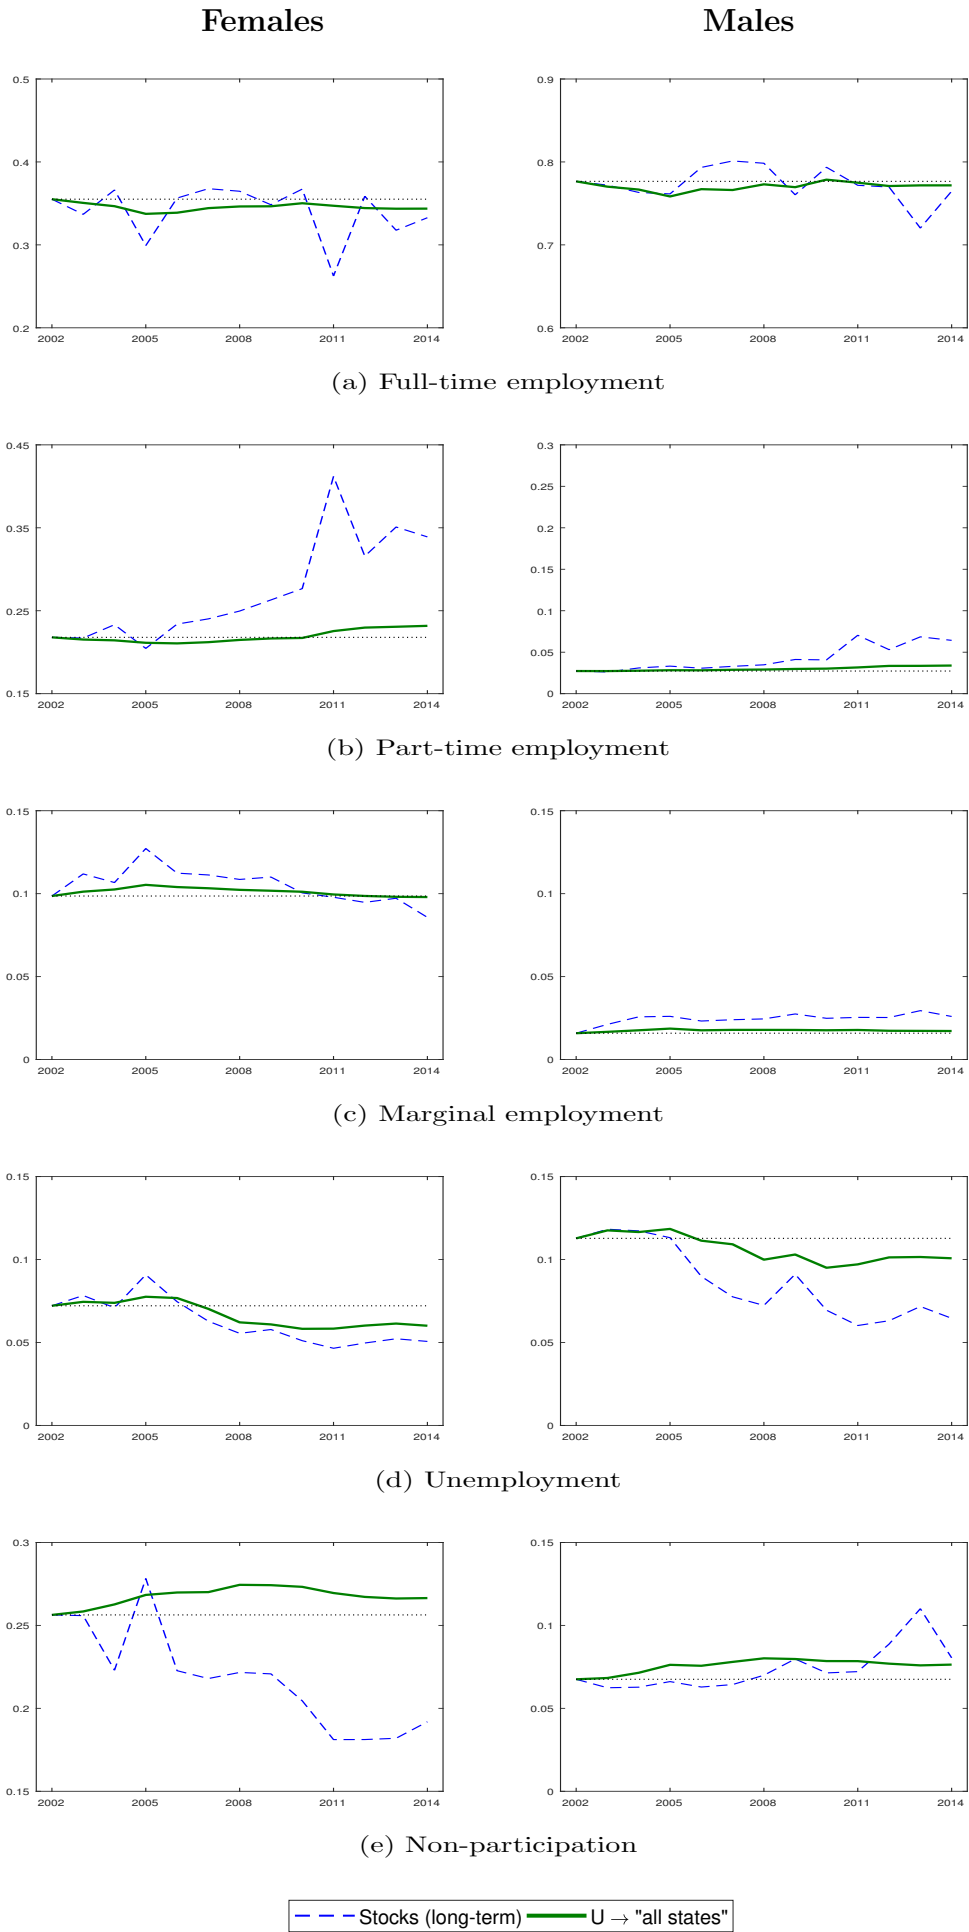 Females Males
0.5
0.4
0.3
0.2
2002 2005 2008 2011 2014
0.9
0.8
0.7
0.6
2002 2005 2008 2011 2014
(a) Full-time employment
0.45
0.35
0.25
0.15
2002 2005 2008 2011 2014
0.3
0.25
0.2
0.15
0.1
0.05
0
2002 2005 2008 2011 2014
(b) Part-time employment
0.15
0.1
0.05
0
2002 2005 2008 2011 2014
0.15
0.1
0.05
0
2002 2005 2008 2011 2014
(c) Marginal employment
0.15
0.1
0.05
0
2002 2005 2008 2011 2014
0.15
0.1
0.05
0
2002 2005 2008 2011 2014
(d) Unemployment
0.3
0.25
0.2
0.15
2002 2005 2008 2011 2014
0.15
0.1
0.05
0
2002 2005 2008 2011 2014
(e) Non-participation
Stocks (long-term) U → "all states"